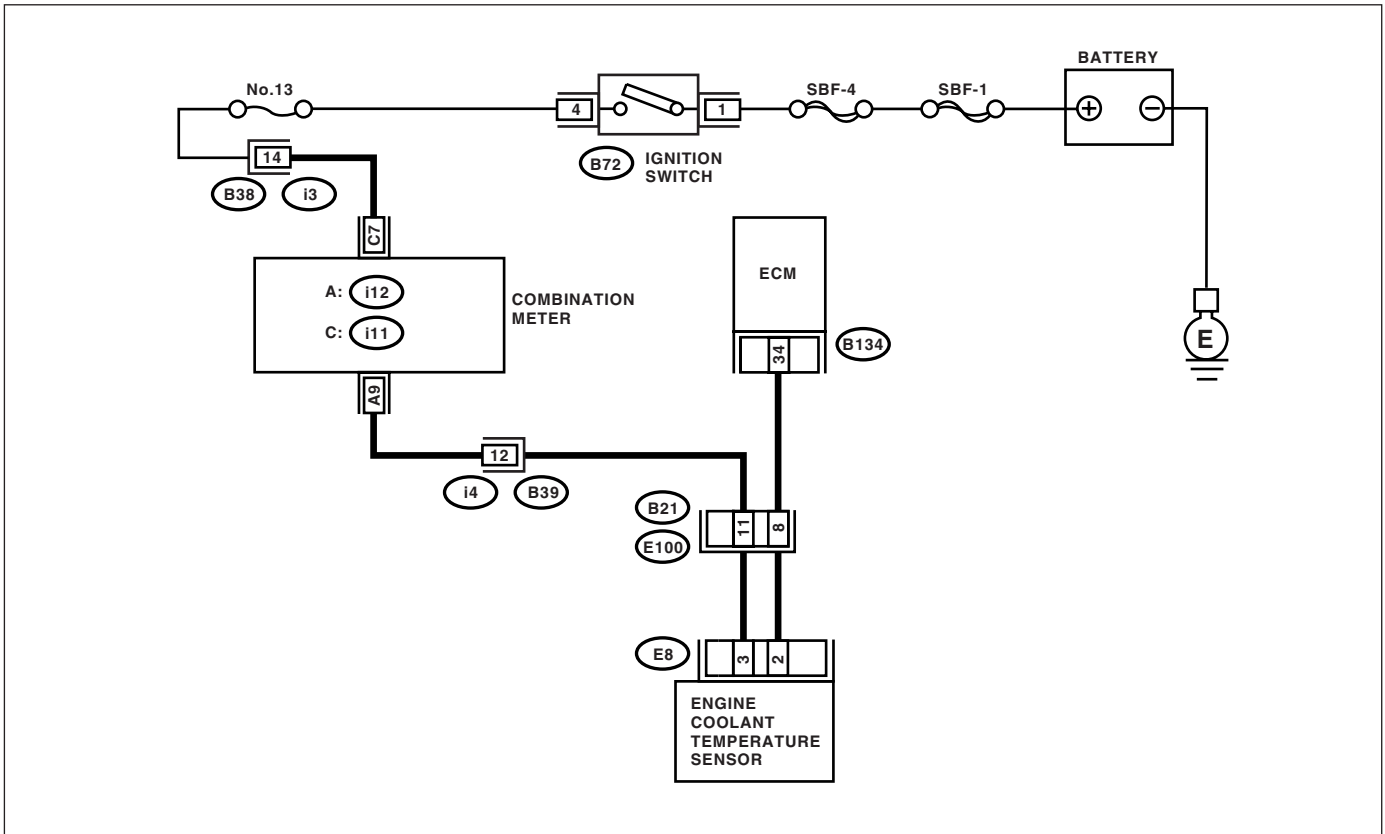 BATTERY
No.13
SBF-4
SBF-1
4
1
+
−
B72
IGNITION
SWITCH
14
B38
i3
C7
ECM
A:
i12
COMBINATION
METER
C:
i11
B134
34
E
A9
12
i4
B39
B21
11
8
E100
E8
3
2
ENGINE
COOLANT
TEMPERATURE
SENSOR